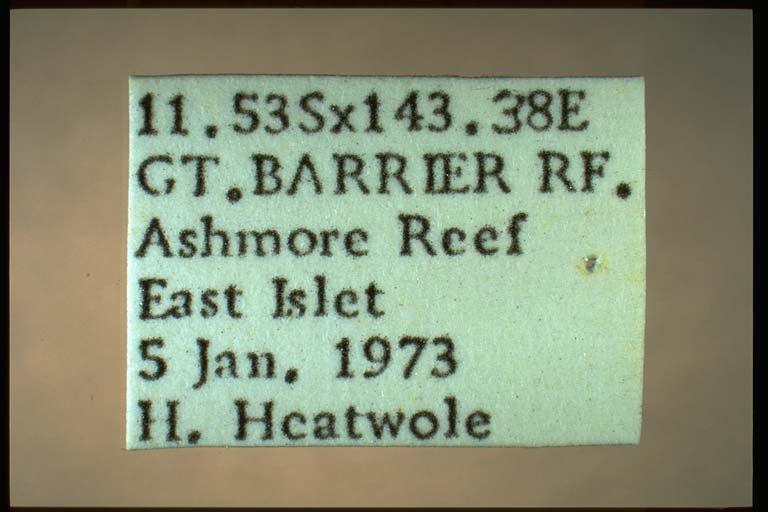 11.53Sx143.38E
GT.BARRIER RF.
Ashmore Reef
East Islet
5 Jan. 1973
H. Heatwole